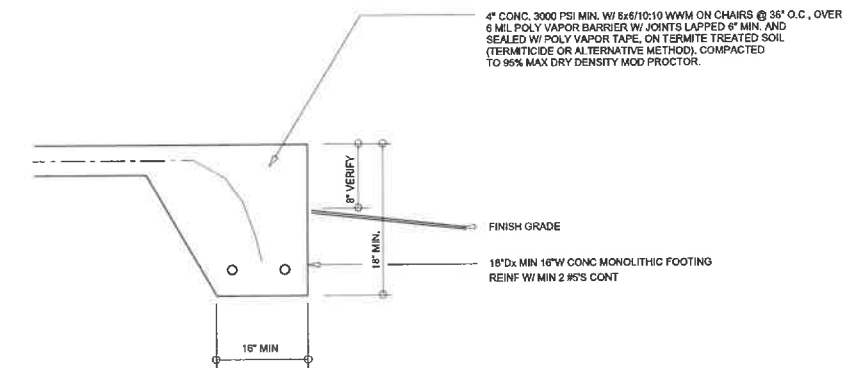 4" CONC. 3000 PSI MIN. W/ 6x6/10:10 WWM ON CHAIRS @ 36" O.C., OVER
6 MIL POLY VAPOR BARRIER W/ JOINTS LAPPED 6" MIN. AND
SEALED W/ POLY VAPOR TAPE, ON TERMITE TREATED SOIL
(TERMITICIDE OR ALTERNATIVE METHOD), COMPACTED
TO 95% MAX DRY DENSITY MOD PROCTOR.
8" VERIFY
18" MIN.
FINISH GRADE
18"Dx MIN 16"W CONC MONOLITHIC FOOTING
REINF W/ MIN 2 #5'S CONT
16" MIN